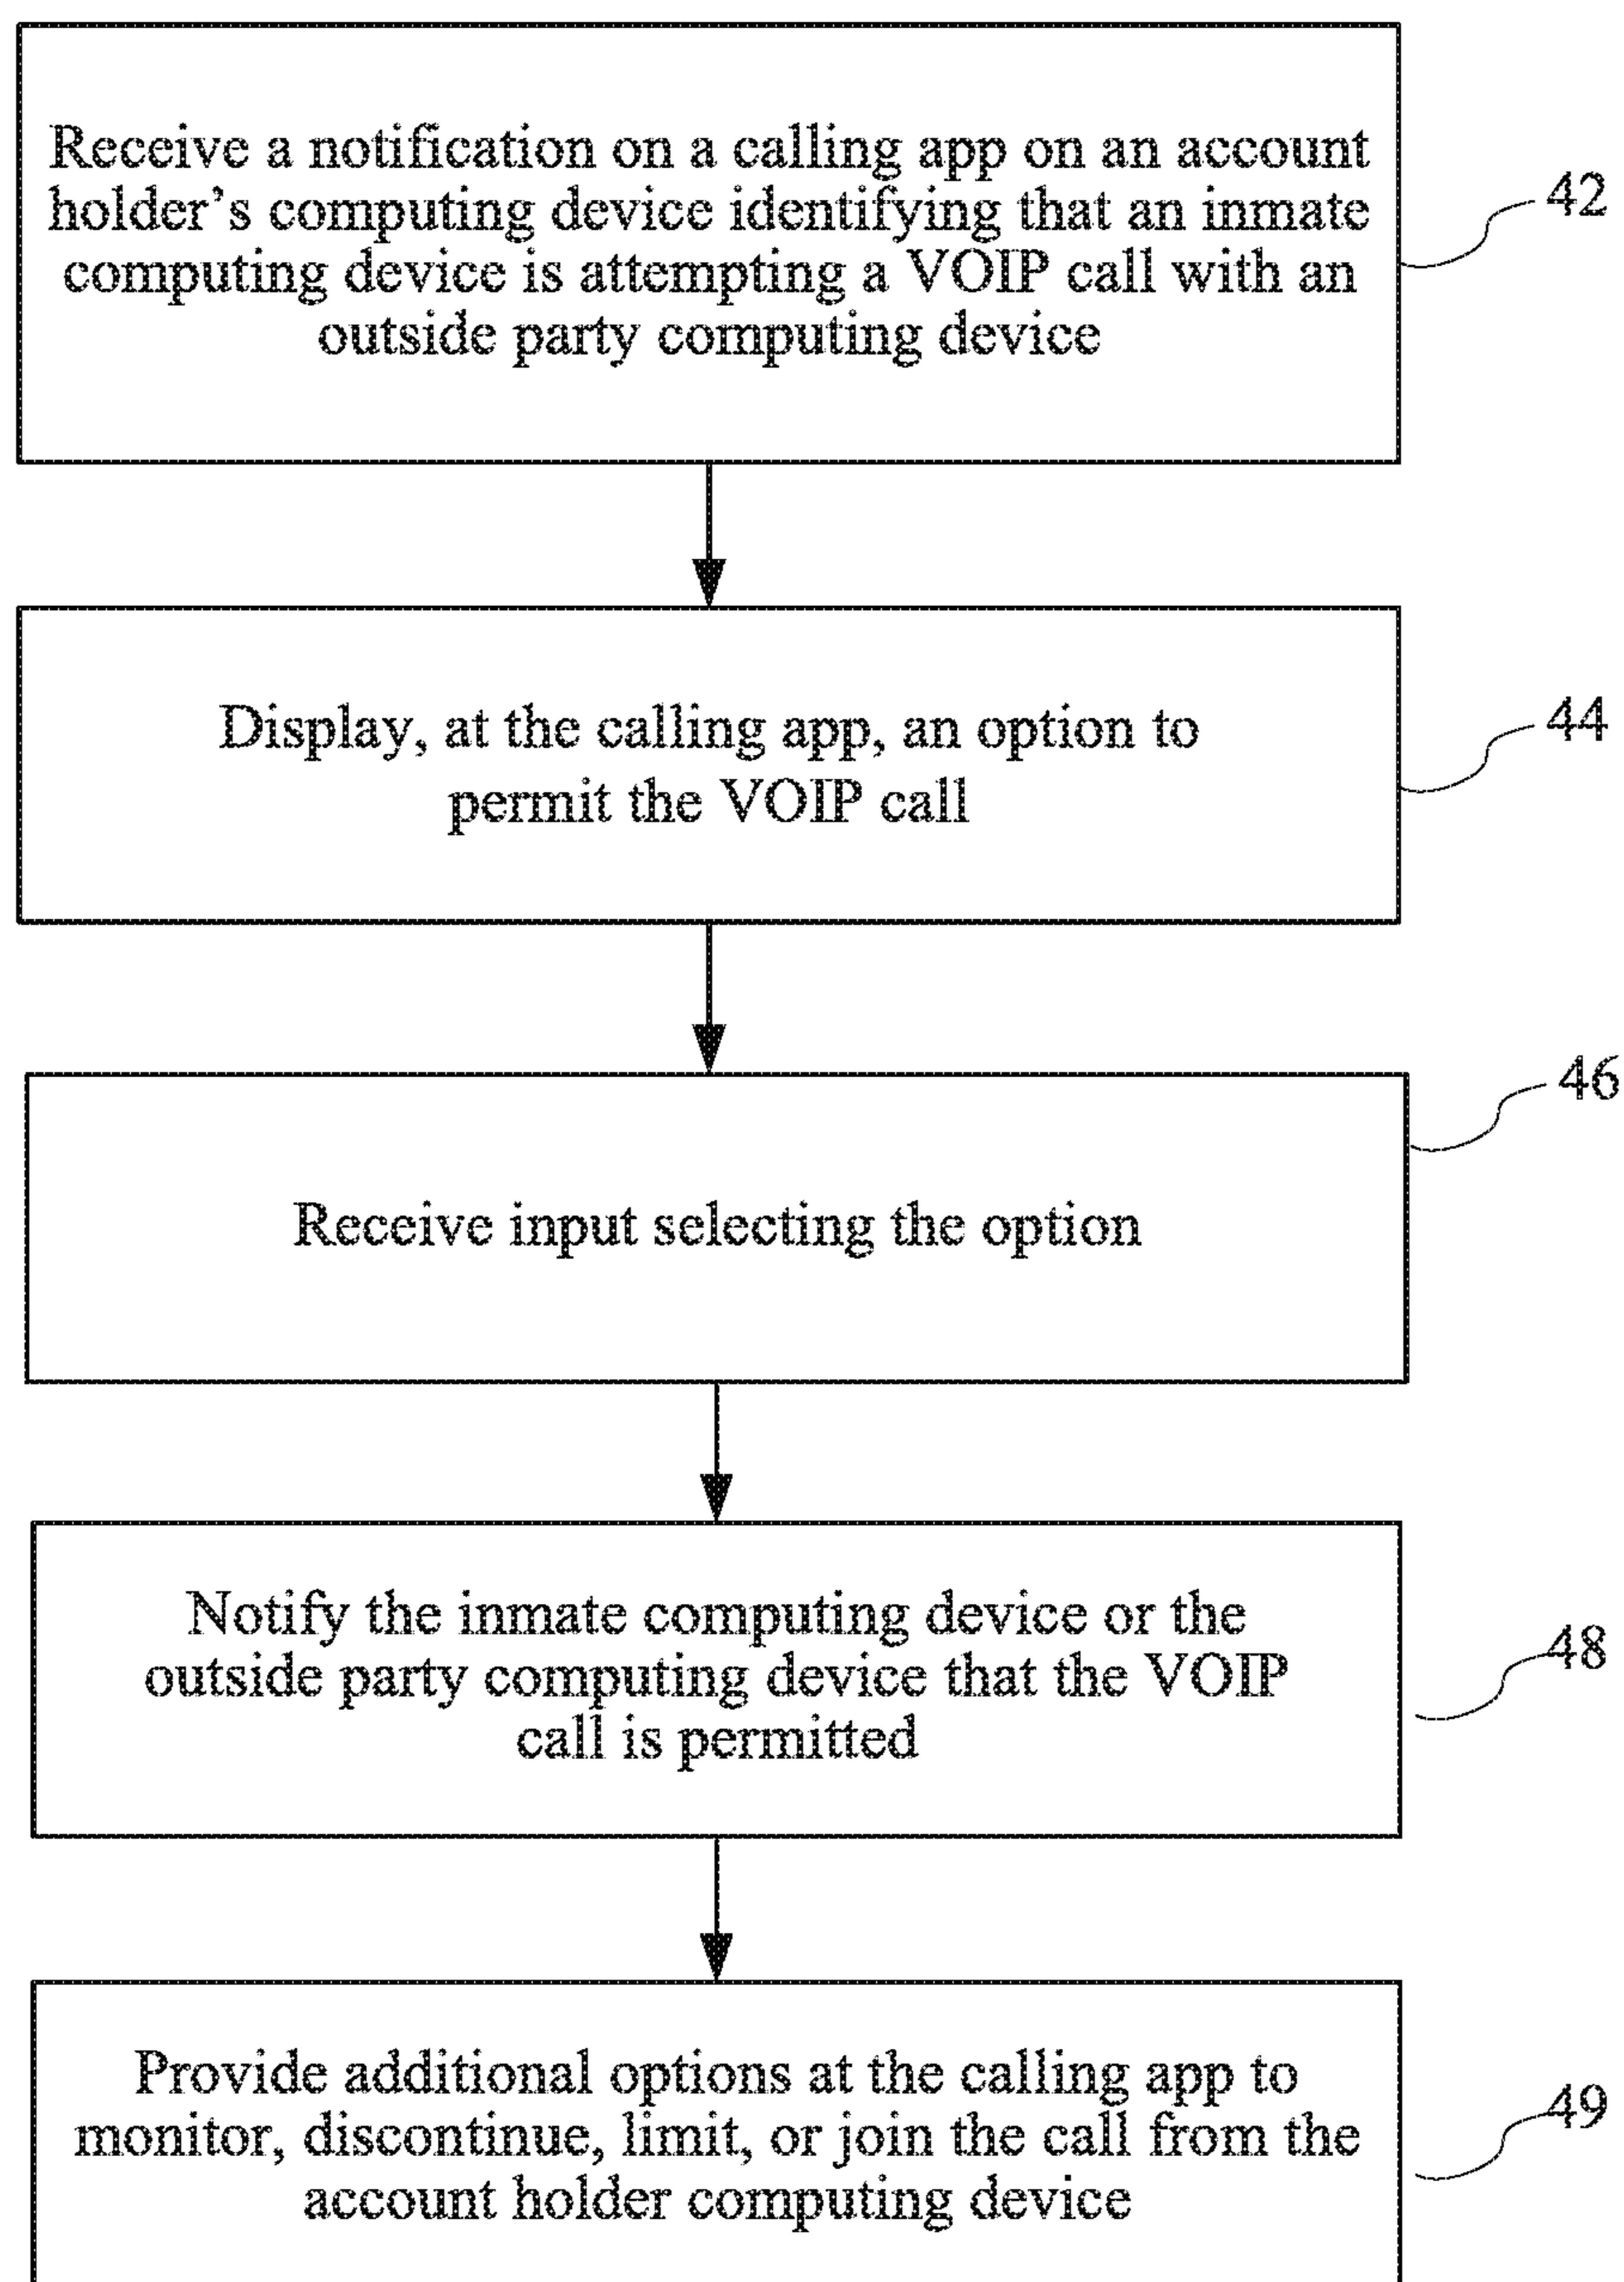 Receive a notification on a calling app on an account
holder's computing device identifying that an inmate
computing device is attempting a VOIP call with an
outside party computing device
42
Display, at the calling app, an option to
permit the VOIP call
44
46
Receive input selecting the option
Notify the inmate computing device or the
outside party computing device that the VOIP
call is permitted
48
Provide additional options at the calling app to
monitor, discontinue, limit, or join the call from the
account holder computing device
49